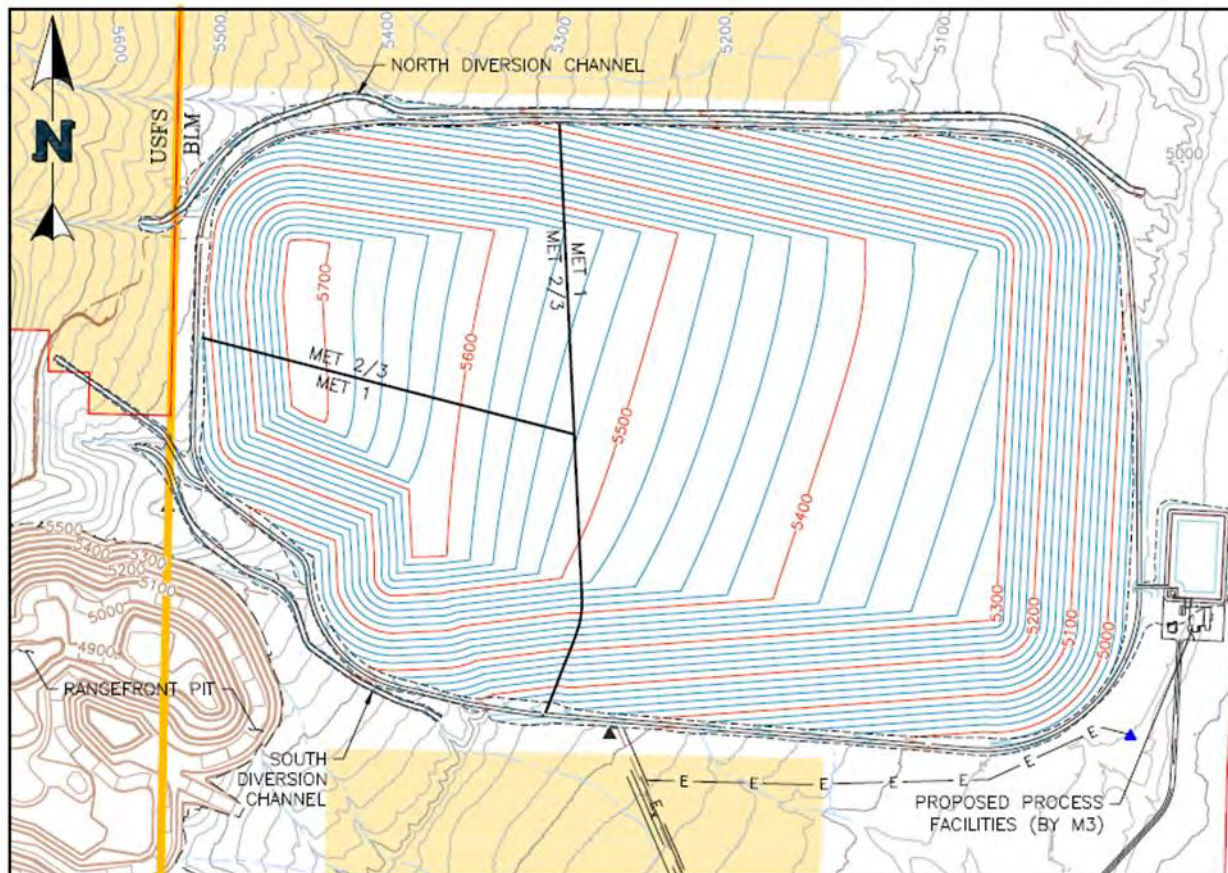 5600
5500
5400
5300
5200
5100
NORTH DIVERSION CHANNEL
USFS
BLM
N
5000
MET 1
MET 2/3
5700
5600
MET 2/3
MET 1
5500
5400
5500
5400
5300
5200
5100
5000
4900
5300
5200
5100
5000
RANGEFRONT PIT
SOUTH
DIVERSION
CHANNEL
E
E
E
E
E
E
E
E
PROPOSED PROCESS
FACILITIES (BY M3)